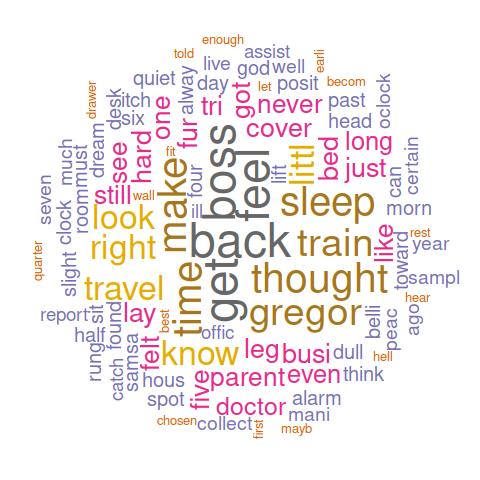 enough
told
assist
earli
live
god
well
quiet
alway
day
let
posit
becom
drawer
itch
desk
one
tri
got
never
past
oclock
six
fur
cover
head
much
must
dream
see
hard
fit
boss
feel
littl
bed
long
just
can
certain
room
still
wall
make
four
lift
sleep
morn
seven
clock
look
ill
back
train
like
toward
rest
year
right
quarter
slight
travel
time
get
thought
sampl
hear
gregor
report
sit
lay
best
offic
belli
peac
ago
half
found
felt
know
leg
busi
dull
hell
rung
samsa
catch
hous
five
parent
even
think
spot
doctor
alarm
mani
chosen
collect
first
mayb